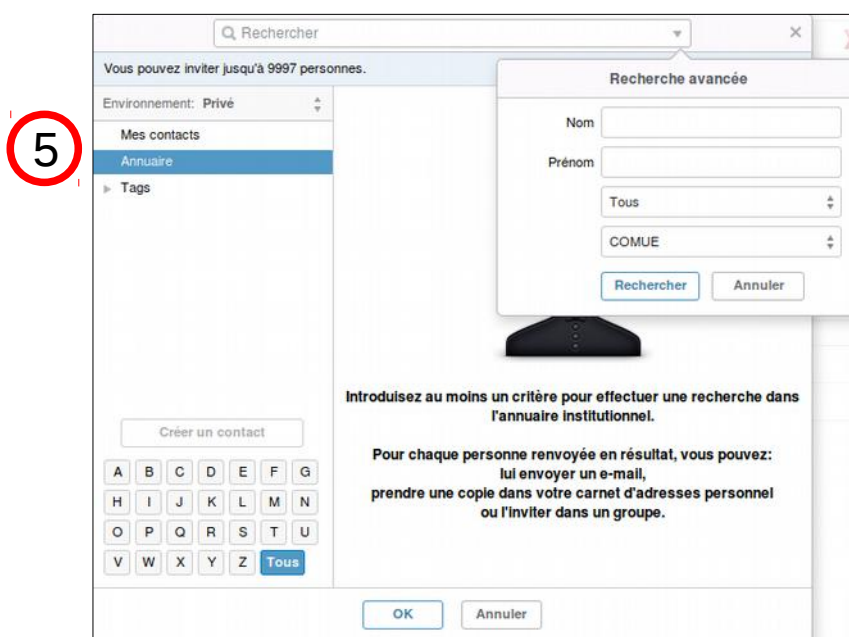 Rechercher
Vous pouvez inviter jusqu'à 9997 personnes.
Recherche avancée
Environnement: Privé
Nom
Mes contacts
5
Annuaire
Prénom
Tags
Tous
COMUE
Rechercher Annuler
Introduisez au moins un critère pour effectuer une recherche dans
l'annuaire institutionnel.
Créer un contact
Pour chaque personne renvoyée en résultat, vous pouvez:
lui envoyer un e-mail,
prendre une copie dans votre carnet d'adresses personnel
ou l'inviter dans un groupe.
A B C D E F G
H I J K L M N
O P Q R S T U
V W X Y Z Tous
OK Annuler